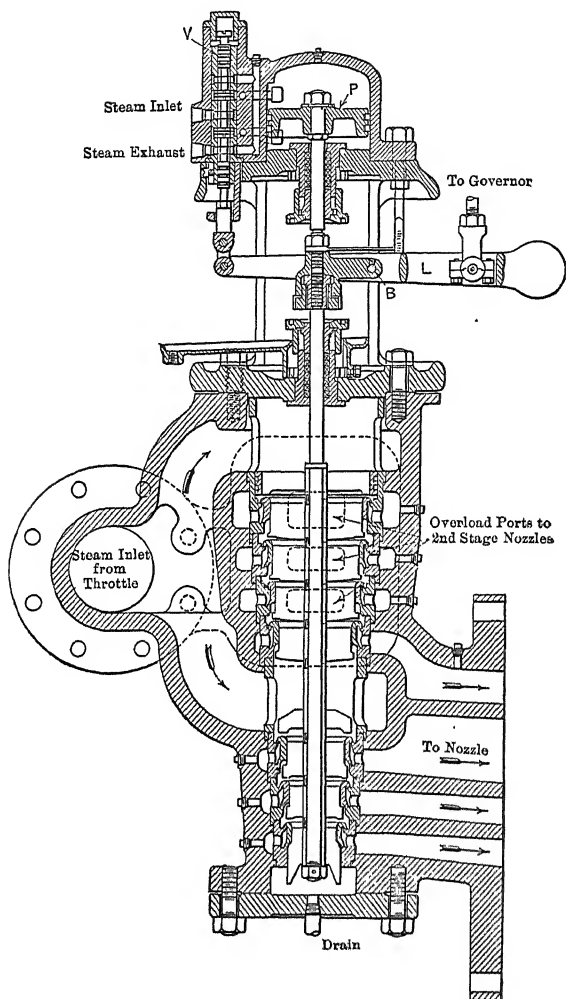 V
P
Steam Inlet
Steam Exhaust
To Governor
L
B
Overload Ports to
2nd Stage Nozzles
Steam Inlet
from
Throttle
To Nozzle
Drain